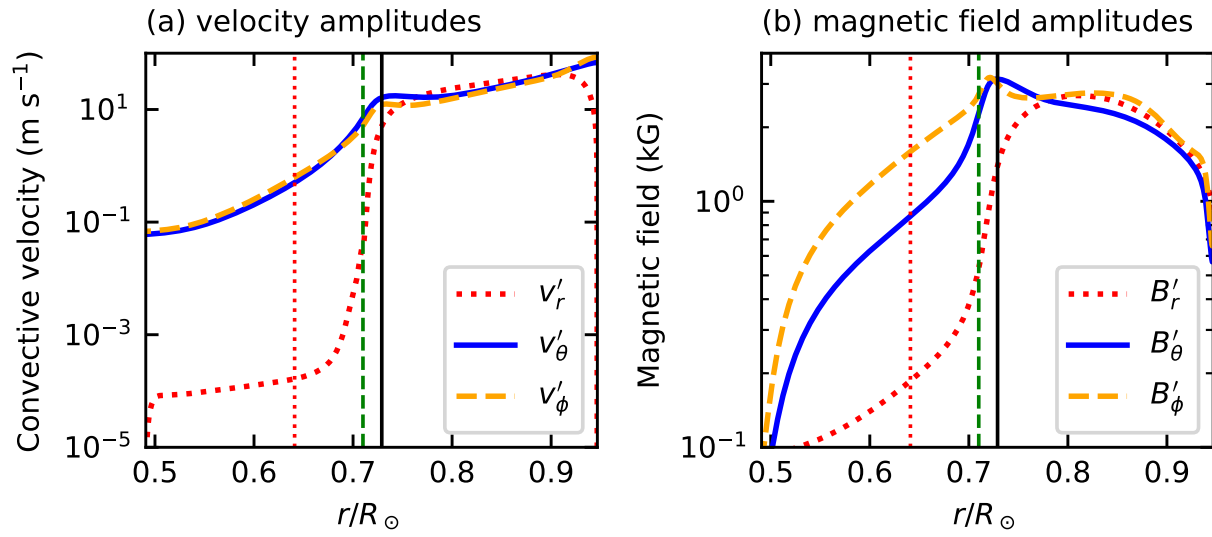 (a) velocity amplitudes
Convective velocity (m s⁻¹)
10¹
10⁻¹
10⁻³
10⁻⁵
0.5 0.6 0.7 0.8 0.9
r/R⊙
v′ᵣ
v′θ
v′ϕ
(b) magnetic field amplitudes
Magnetic field (kG)
10⁰
10⁻¹
0.5 0.6 0.7 0.8 0.9
r/R⊙
B′ᵣ
B′θ
B′ϕ